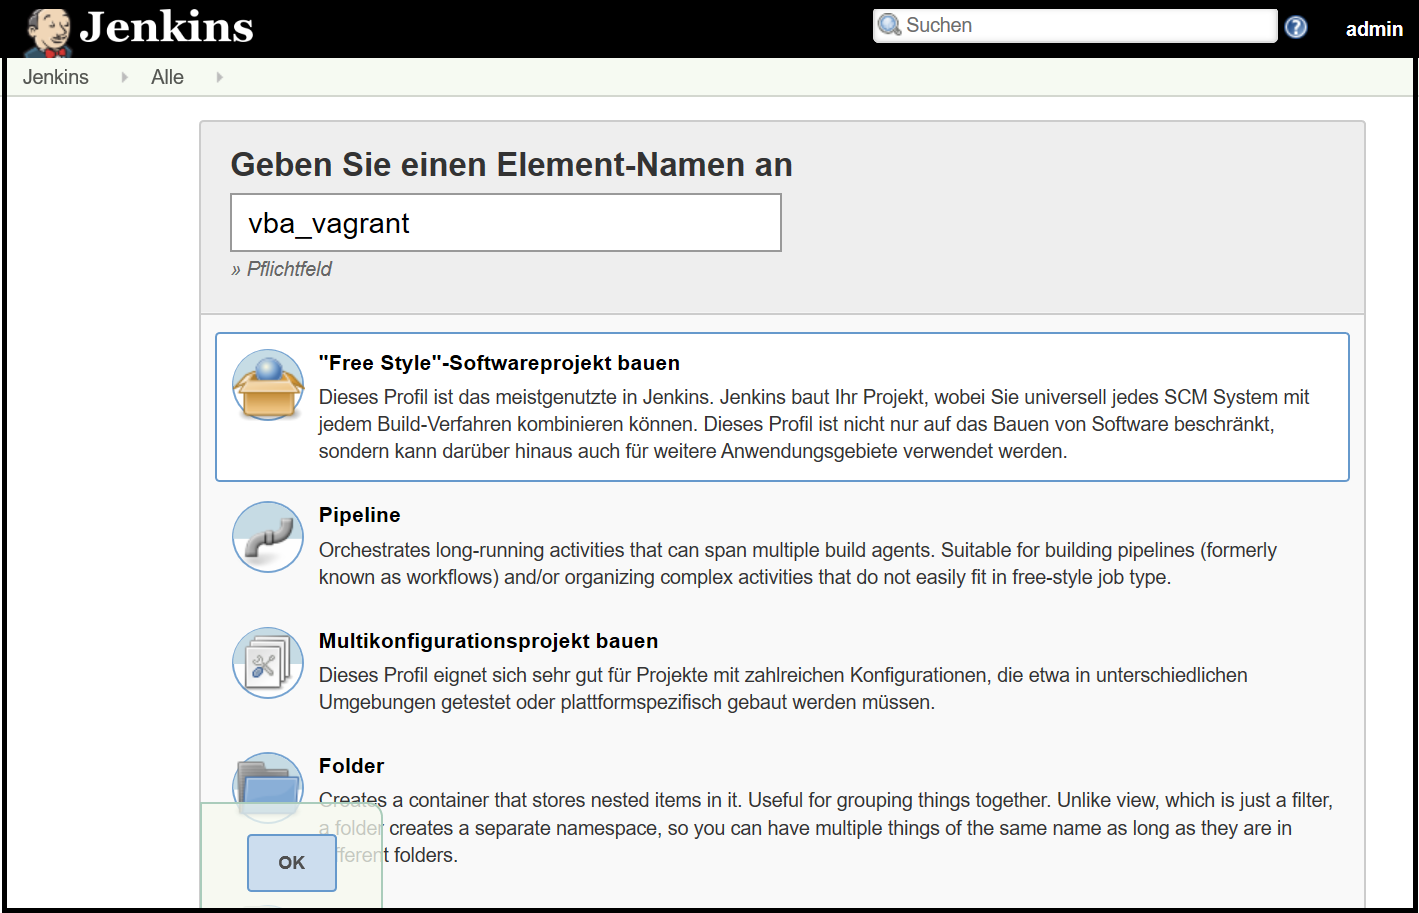 Jenkins
Suchen
admin
Jenkins Alle
Geben Sie einen Element-Namen an
vba_vagrant
» Pflichtfeld
"Free Style"-Softwareprojekt bauen
Dieses Profil ist das meistgenutzte in Jenkins. Jenkins baut Ihr Projekt, wobei Sie universell jedes SCM System mit
jedem Build-Verfahren kombinieren können. Dieses Profil ist nicht nur auf das Bauen von Software beschränkt,
sondern kann darüber hinaus auch für weitere Anwendungsgebiete verwendet werden.
Pipeline
Orchestrates long-running activities that can span multiple build agents. Suitable for building pipelines (formerly
known as workflows) and/or organizing complex activities that do not easily fit in free-style job type.
Multikonfigurationsprojekt bauen
Dieses Profil eignet sich sehr gut für Projekte mit zahlreichen Konfigurationen, die etwa in unterschiedlichen
Umgebungen getestet oder plattformspezifisch gebaut werden müssen.
Folder
Creates a container that stores nested items in it. Useful for grouping things together. Unlike view, which is just a filter,
a folder creates a separate namespace, so you can have multiple things of the same name as long as they are in
fferent folders.
OK